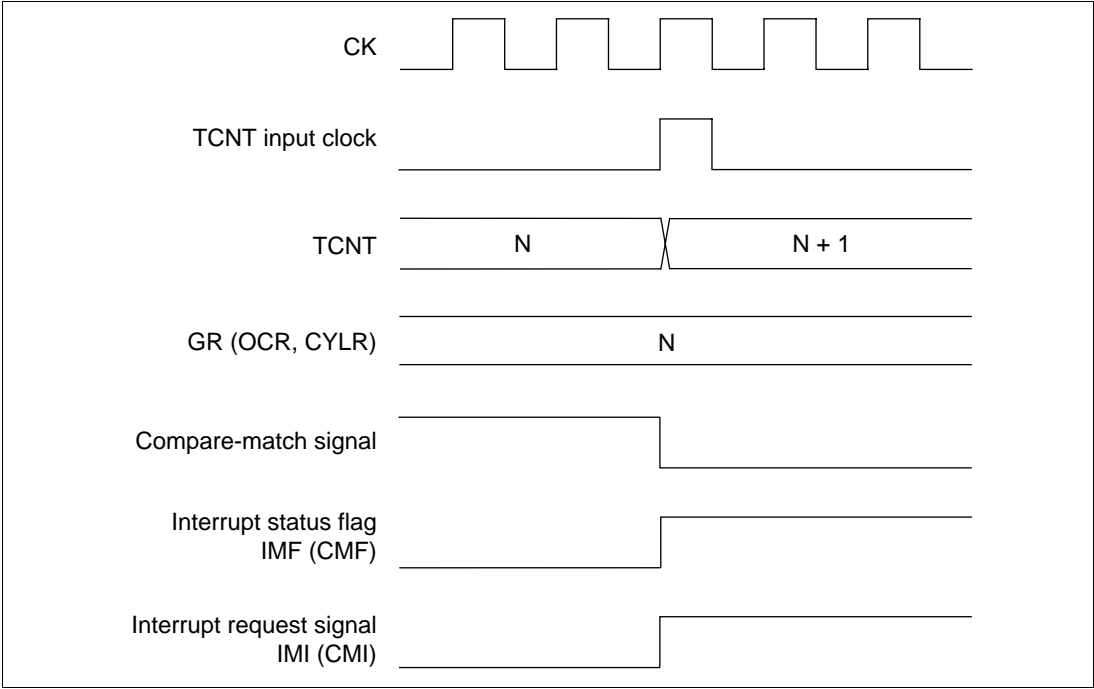 CK
TCNT input clock
TCNT
N
N + 1
GR (OCR, CYLR)
N
Compare-match signal
Interrupt status flag
IMF (CMF)
Interrupt request signal
IMI (CMI)